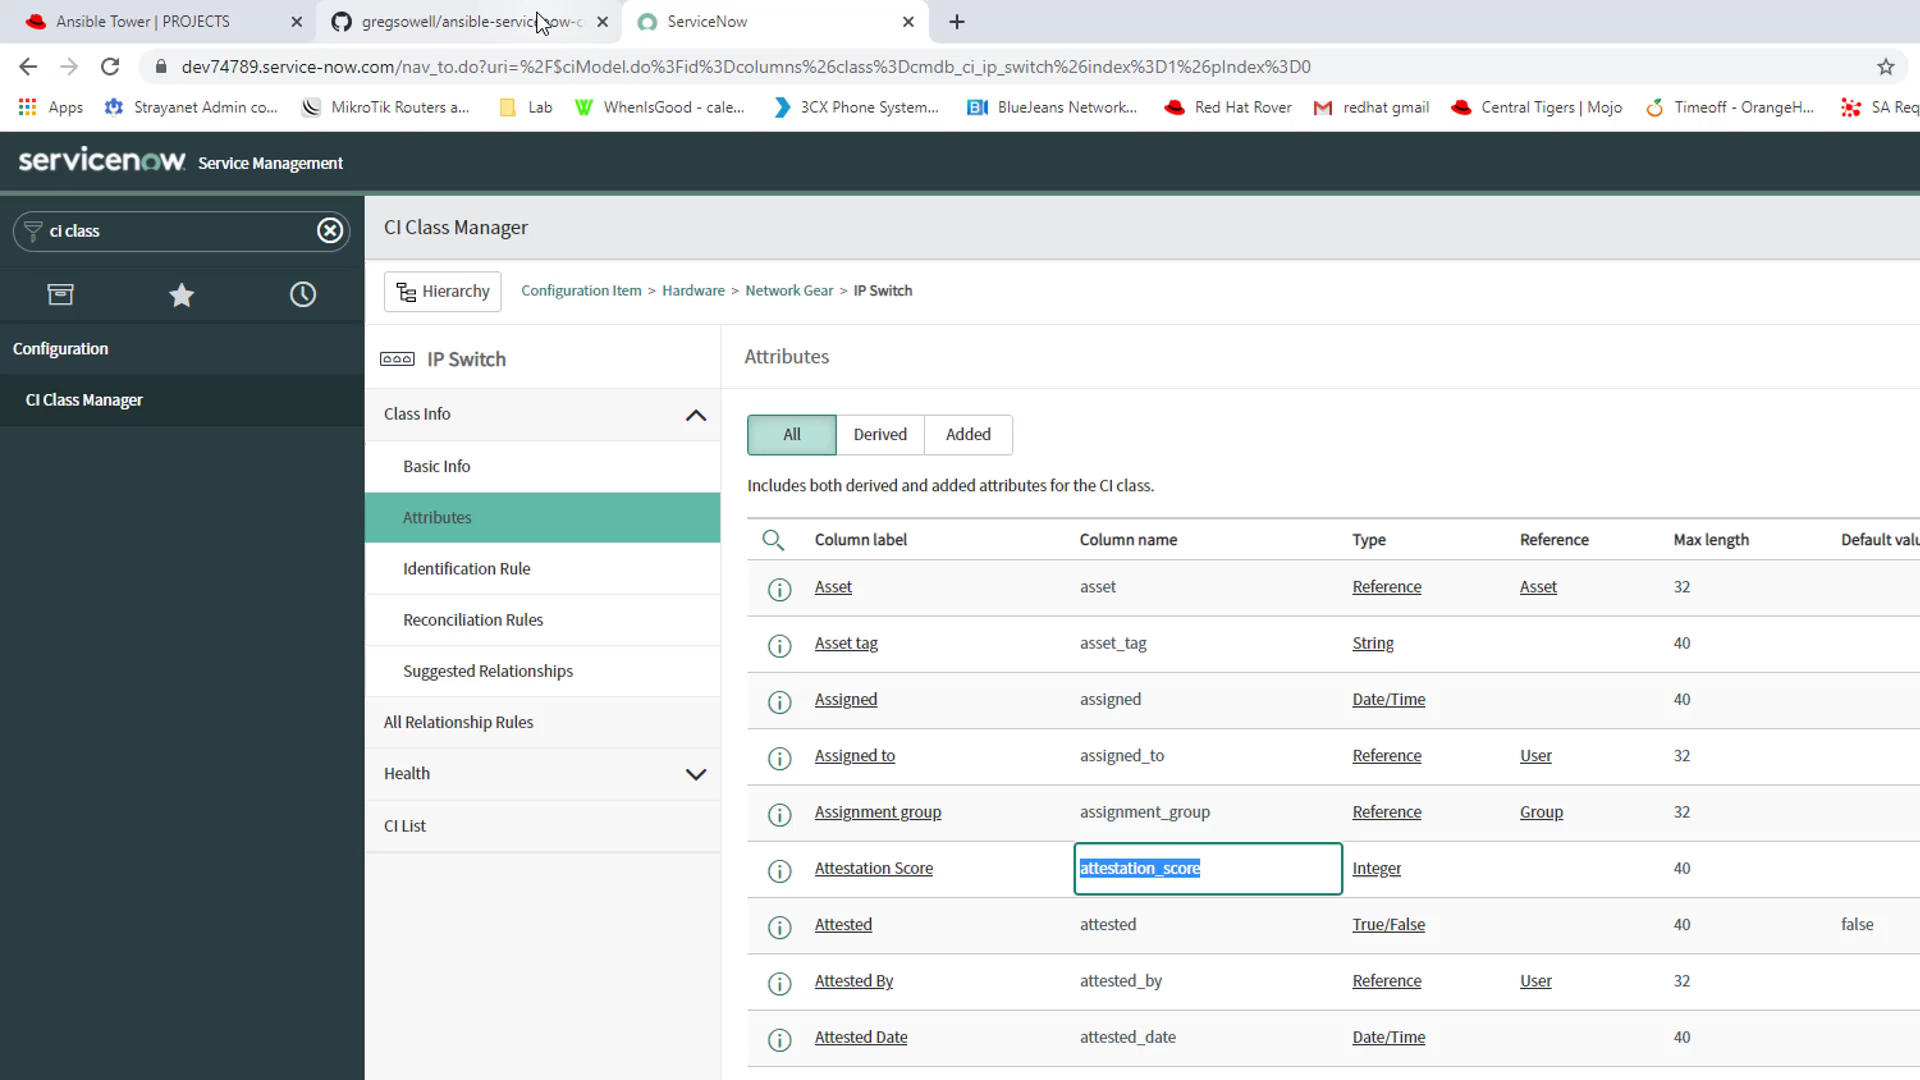 Ansible Tower | PROJECTS
gregsowell/ansible-servicenow-c
ServiceNow
dev74789.service-now.com/nav_to.do?uri=%2F$ciModel.do%3Fid%3Dcolumns%26class%3Dcmdb_ci_ip_switch%26index%3D1%26pIndex%3D0
Apps
Strayanet Admin co...
MikroTik Routers a...
Lab
WhenIsGood - cale...
3CX Phone System...
BlueJeans Network...
Red Hat Rover
redhat gmail
Central Tigers | Mojo
Timeoff - OrangeH...
SA Req
servicenow Service Management
ci class
Configuration
CI Class Manager
CI Class Manager
Hierarchy
Configuration Item > Hardware > Network Gear > IP Switch
IP Switch
Class Info
Basic Info
Attributes
Identification Rule
Reconciliation Rules
Suggested Relationships
All Relationship Rules
Health
CI List
Attributes
All Derived Added
Includes both derived and added attributes for the CI class.
Column label Column name Type Reference Max length Default valu
Asset asset Reference Asset 32
Asset tag asset_tag String 40
Assigned assigned Date/Time 40
Assigned to assigned_to Reference User 32
Assignment group assignment_group Reference Group 32
Attestation Score attestation_score Integer 40
Attested attested True/False 40 false
Attested By attested_by Reference User 32
Attested Date attested_date Date/Time 40